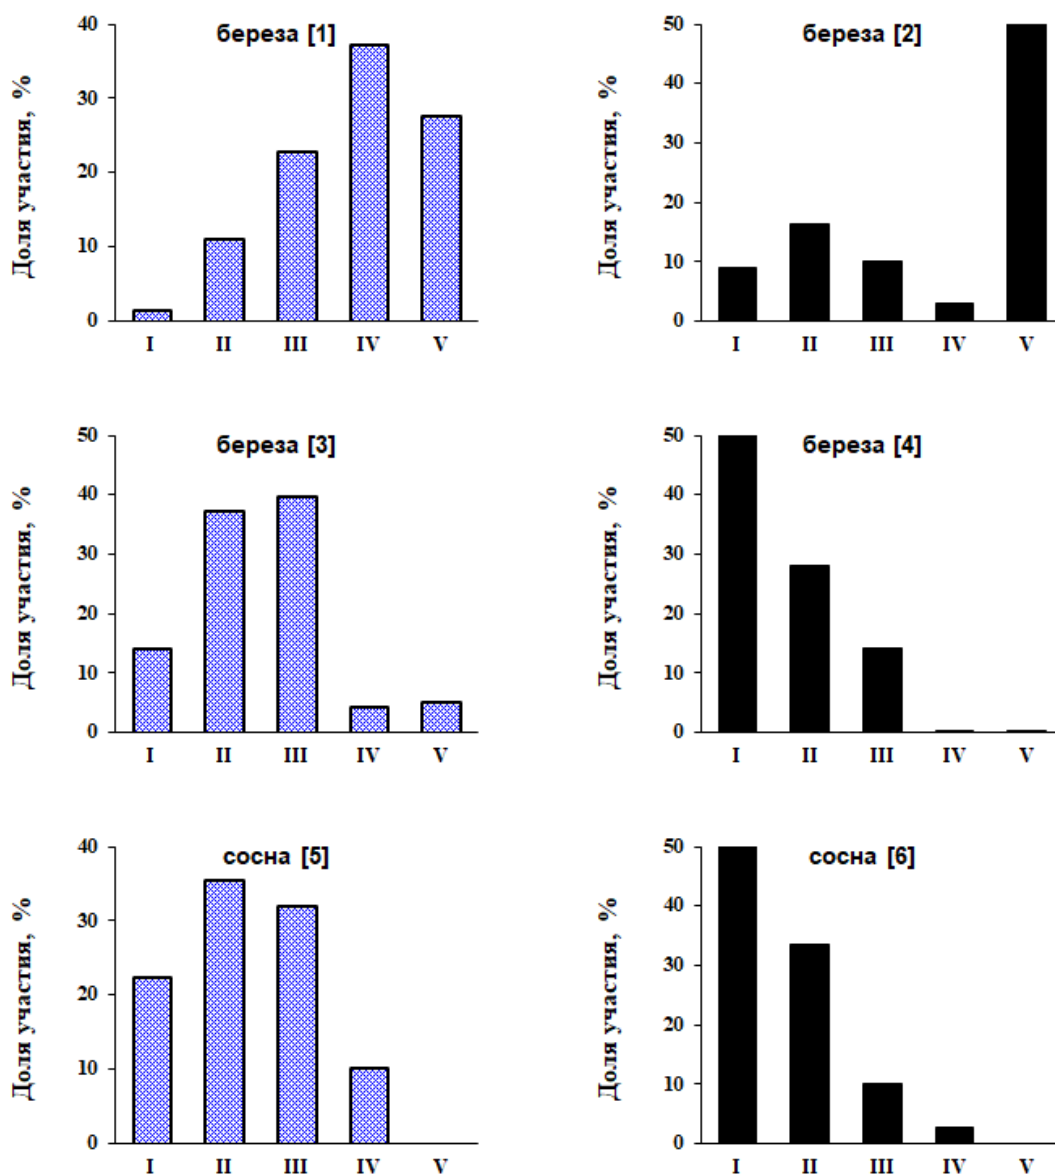 береза [1]
Доля участия, %
40
30
20
10
0
I II III IV V
береза [2]
Доля участия, %
50
40
30
20
10
0
I II III IV V
береза [3]
Доля участия, %
50
40
30
20
10
0
I II III IV V
береза [4]
Доля участия, %
50
40
30
20
10
0
I II III IV V
сосна [5]
Доля участия, %
40
30
20
10
0
I II III IV V
сосна [6]
Доля участия, %
50
40
30
20
10
0
I II III IV V